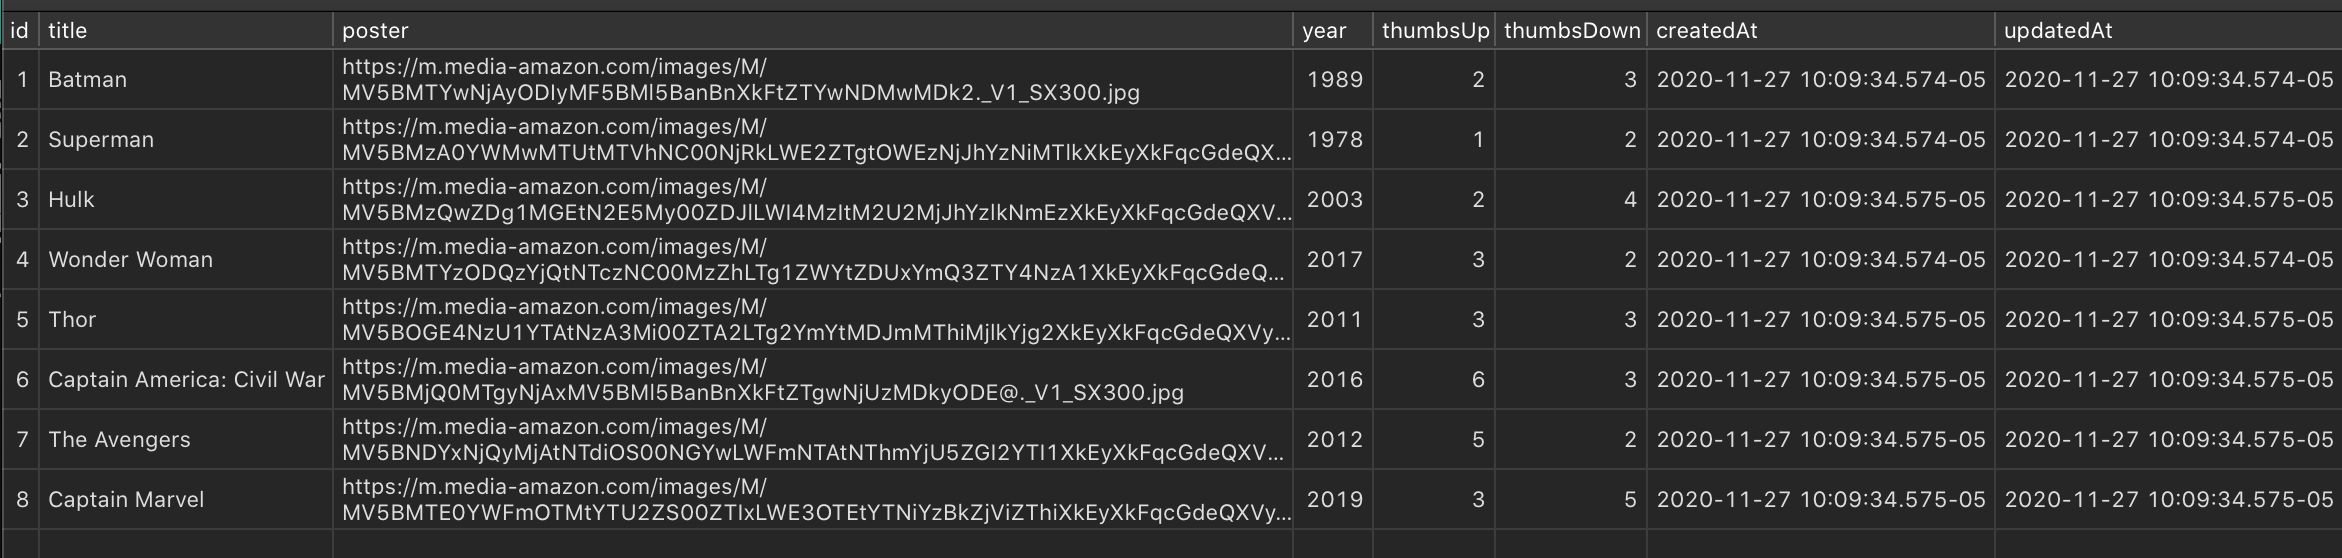 id title poster year thumbsUp thumbsDown createdAt updatedAt
https://m.media-amazon.com/images/M/
1 Batman MV5BMTYwNjAyODIyMF5BMl5BanBnXkFtZTYwNDMwMDk2._V1_SX300.jpg 1989 2 3 2020-11-27 10:09:34.574-05 2020-11-27 10:09:34.574-05
https://m.media-amazon.com/images/M/
2 Superman MV5BMzA0YWMwMTUtMTVhNC00NjRkLWE2ZTgtOWEzNjJhYzNiMTlkXkEyXkFqcGdeQX... 1978 1 2 2020-11-27 10:09:34.574-05 2020-11-27 10:09:34.574-05
https://m.media-amazon.com/images/M/
3 Hulk MV5BMzQwZDg1MGEtN2E5My00ZDJlLWI4MzItM2U2MjJhYzlkNmEzXkEyXkFqcGdeQXV... 2003 2 4 2020-11-27 10:09:34.575-05 2020-11-27 10:09:34.575-05
https://m.media-amazon.com/images/M/
4 Wonder Woman MV5BMTYzODQzYjQtNTczNC00MzZhLTg1ZWYtZDUxYmQ3ZTY4NzA1XkEyXkFqcGdeQ... 2017 3 2 2020-11-27 10:09:34.574-05 2020-11-27 10:09:34.574-05
https://m.media-amazon.com/images/M/
5 Thor MV5BOGE4NzU1YTAtNzA3Mi00ZTA2LTg2YmYtMDJmMThiMjlkYjg2XkEyXkFqcGdeQXVy... 2011 3 3 2020-11-27 10:09:34.575-05 2020-11-27 10:09:34.575-05
https://m.media-amazon.com/images/M/
6 Captain America: Civil War MV5BMjQ0MTgyNjAxMV5BMl5BanBnXkFtZTgwNjUzMDkyODE@._V1_SX300.jpg 2016 6 3 2020-11-27 10:09:34.575-05 2020-11-27 10:09:34.575-05
https://m.media-amazon.com/images/M/
7 The Avengers MV5BNDYxNjQyMjAtNTdiOS00NGYwLWFmNTAtNThmYjU5ZGI2YTI1XkEyXkFqcGdeQXV... 2012 5 2 2020-11-27 10:09:34.575-05 2020-11-27 10:09:34.575-05
https://m.media-amazon.com/images/M/
8 Captain Marvel MV5BMTE0YWFmOTMtYTU2ZS00ZTIxLWE3OTEtYTNiYzBkZjViZThiXkEyXkFqcGdeQXVy... 2019 3 5 2020-11-27 10:09:34.575-05 2020-11-27 10:09:34.575-05